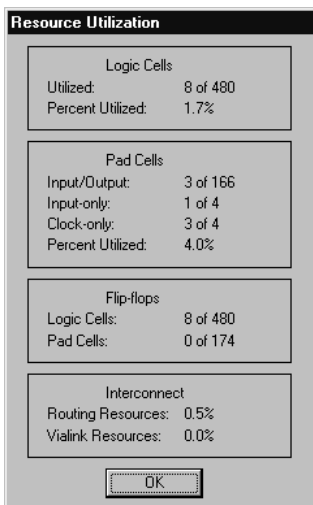 Resource Utilization
Logic Cells
Utilized: 8 of 480
Percent Utilized: 1.7%
Pad Cells
Input/Output: 3 of 166
Input-only: 1 of 4
Clock-only: 3 of 4
Percent Utilized: 4.0%
Flip-flops
Logic Cells: 8 of 480
Pad Cells: 0 of 174
Interconnect
Routing Resources: 0.5%
Vialink Resources: 0.0%
OK